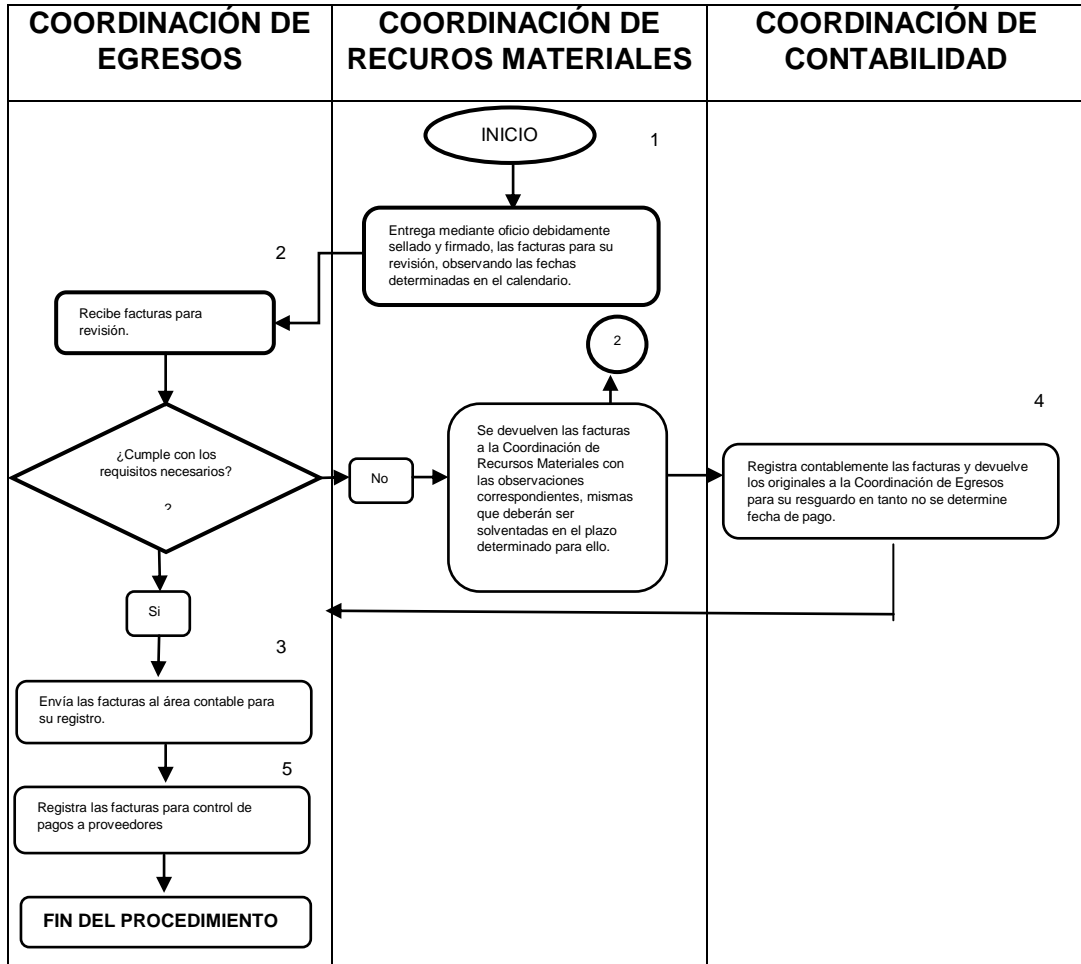 COORDINACIÓN DE
EGRESOS
COORDINACIÓN DE
RECUROS MATERIALES
COORDINACIÓN DE
CONTABILIDAD
INICIO
1
Entrega mediante oficio debidamente
sellado y firmado, las facturas para su
revisión, observando las fechas
determinadas en el calendario.
2
Recibe facturas para
revisión.
2
¿Cumple con los
requisitos necesarios?
No
Se devuelven las facturas
a la Coordinación de
Recursos Materiales con
las observaciones
correspondientes, mismas
que deberán ser
solventadas en el plazo
determinado para ello.
4
Registra contablemente las facturas y devuelve
los originales a la Coordinación de Egresos
para su resguardo en tanto no se determine
fecha de pago.
Si
3
Envía las facturas al área contable para
su registro.
5
Registra las facturas para control de
pagos a proveedores
FIN DEL PROCEDIMIENTO